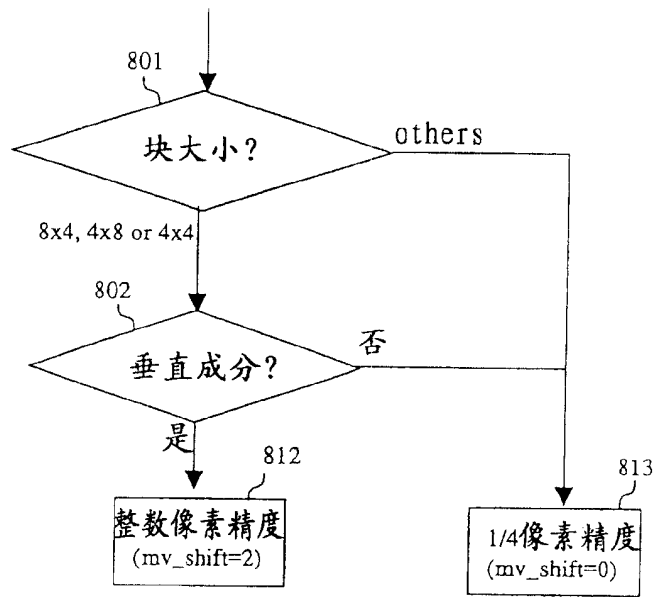 801
块大小?
others
8x4, 4x8 or 4x4
802
垂直成分?
否
是
812
整数像素精度
(mv_shift=2)
813
1/4像素精度
(mv_shift=0)